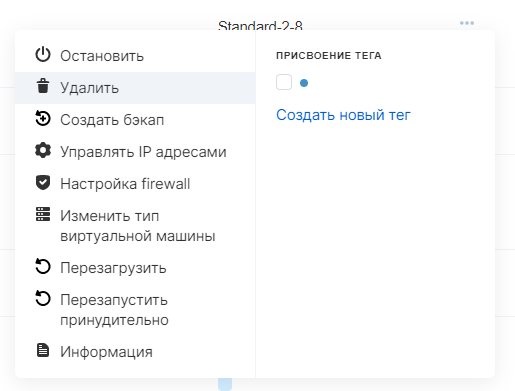 Standard-2-8
Остановить
Удалить
Создать бэкап
Управлять IP адресами
Настройка firewall
Изменить тип
виртуальной машины
Перезагрузить
Перезапустить
принудительно
Информация
ПРИСВОЕНИЕ ТЕГА
Создать новый тег